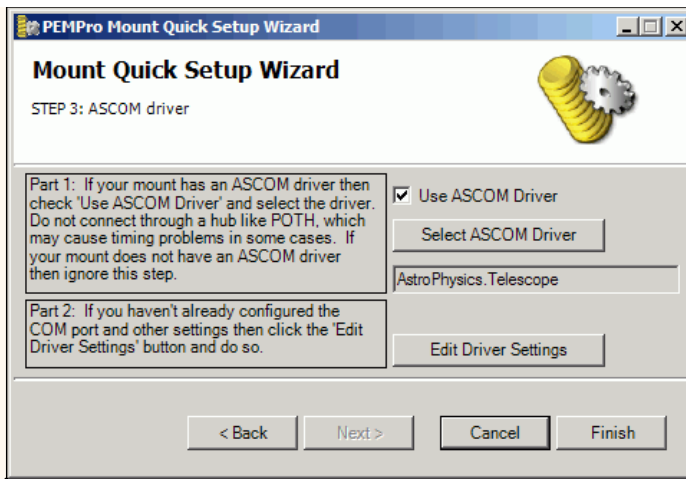 PEMPro Mount Quick Setup Wizard
Mount Quick Setup Wizard
STEP 3: ASCOM driver
Part 1:  If your mount has an ASCOM driver then
check 'Use ASCOM Driver' and select the driver.
Do not connect through a hub like POTH, which
may cause timing problems in some cases.  If
your mount does not have an ASCOM driver
then ignore this step.
Use ASCOM Driver
Select ASCOM Driver
AstroPhysics.Telescope
Part 2:  If you haven't already configured the
COM port and other settings then click the 'Edit
Driver Settings' button and do so.
Edit Driver Settings
< Back
Next >
Cancel
Finish